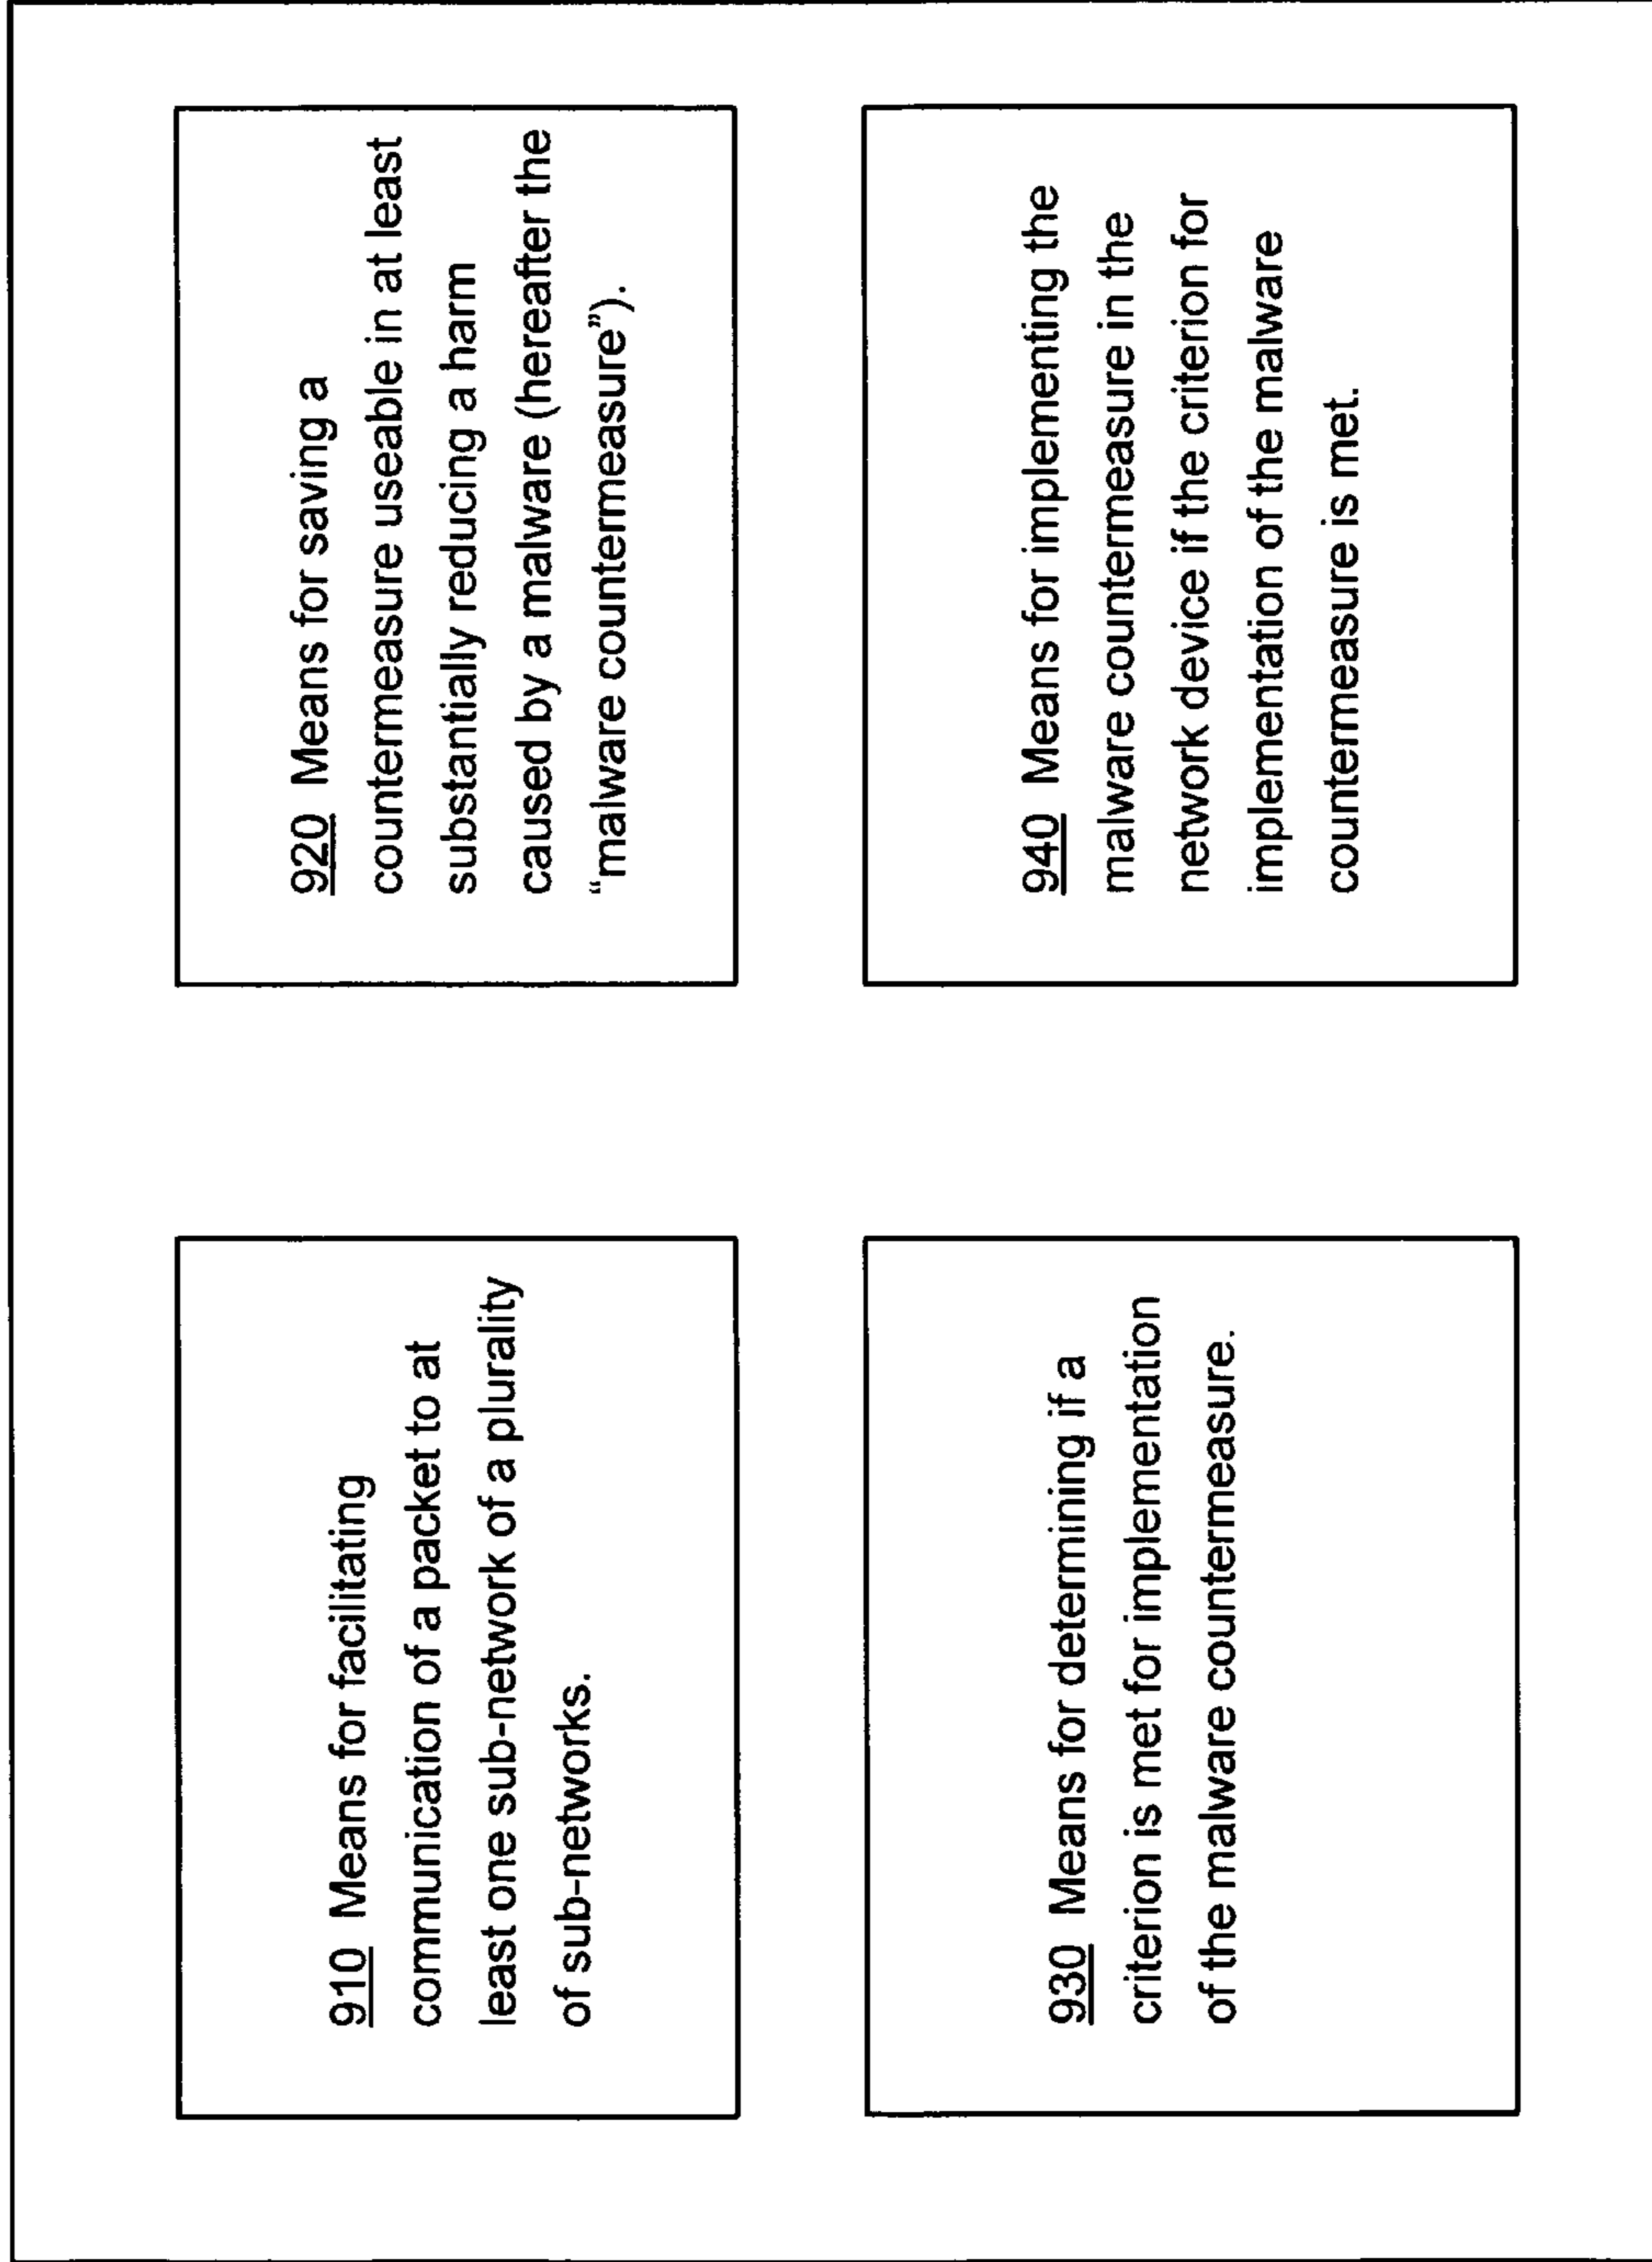 910 Means for facilitating
communication of a packet to at
least one sub-network of a plurality
of sub-networks.
920 Means for saving a
countermeasure useable in at least
substantially reducing a harm
caused by a malware (hereafter the
“malware countermeasure”).
930 Means for determining if a
criterion is met for implementation
of the malware countermeasure.
940 Means for implementing the
malware countermeasure in the
network device if the criterion for
implementation of the malware
countermeasure is met.